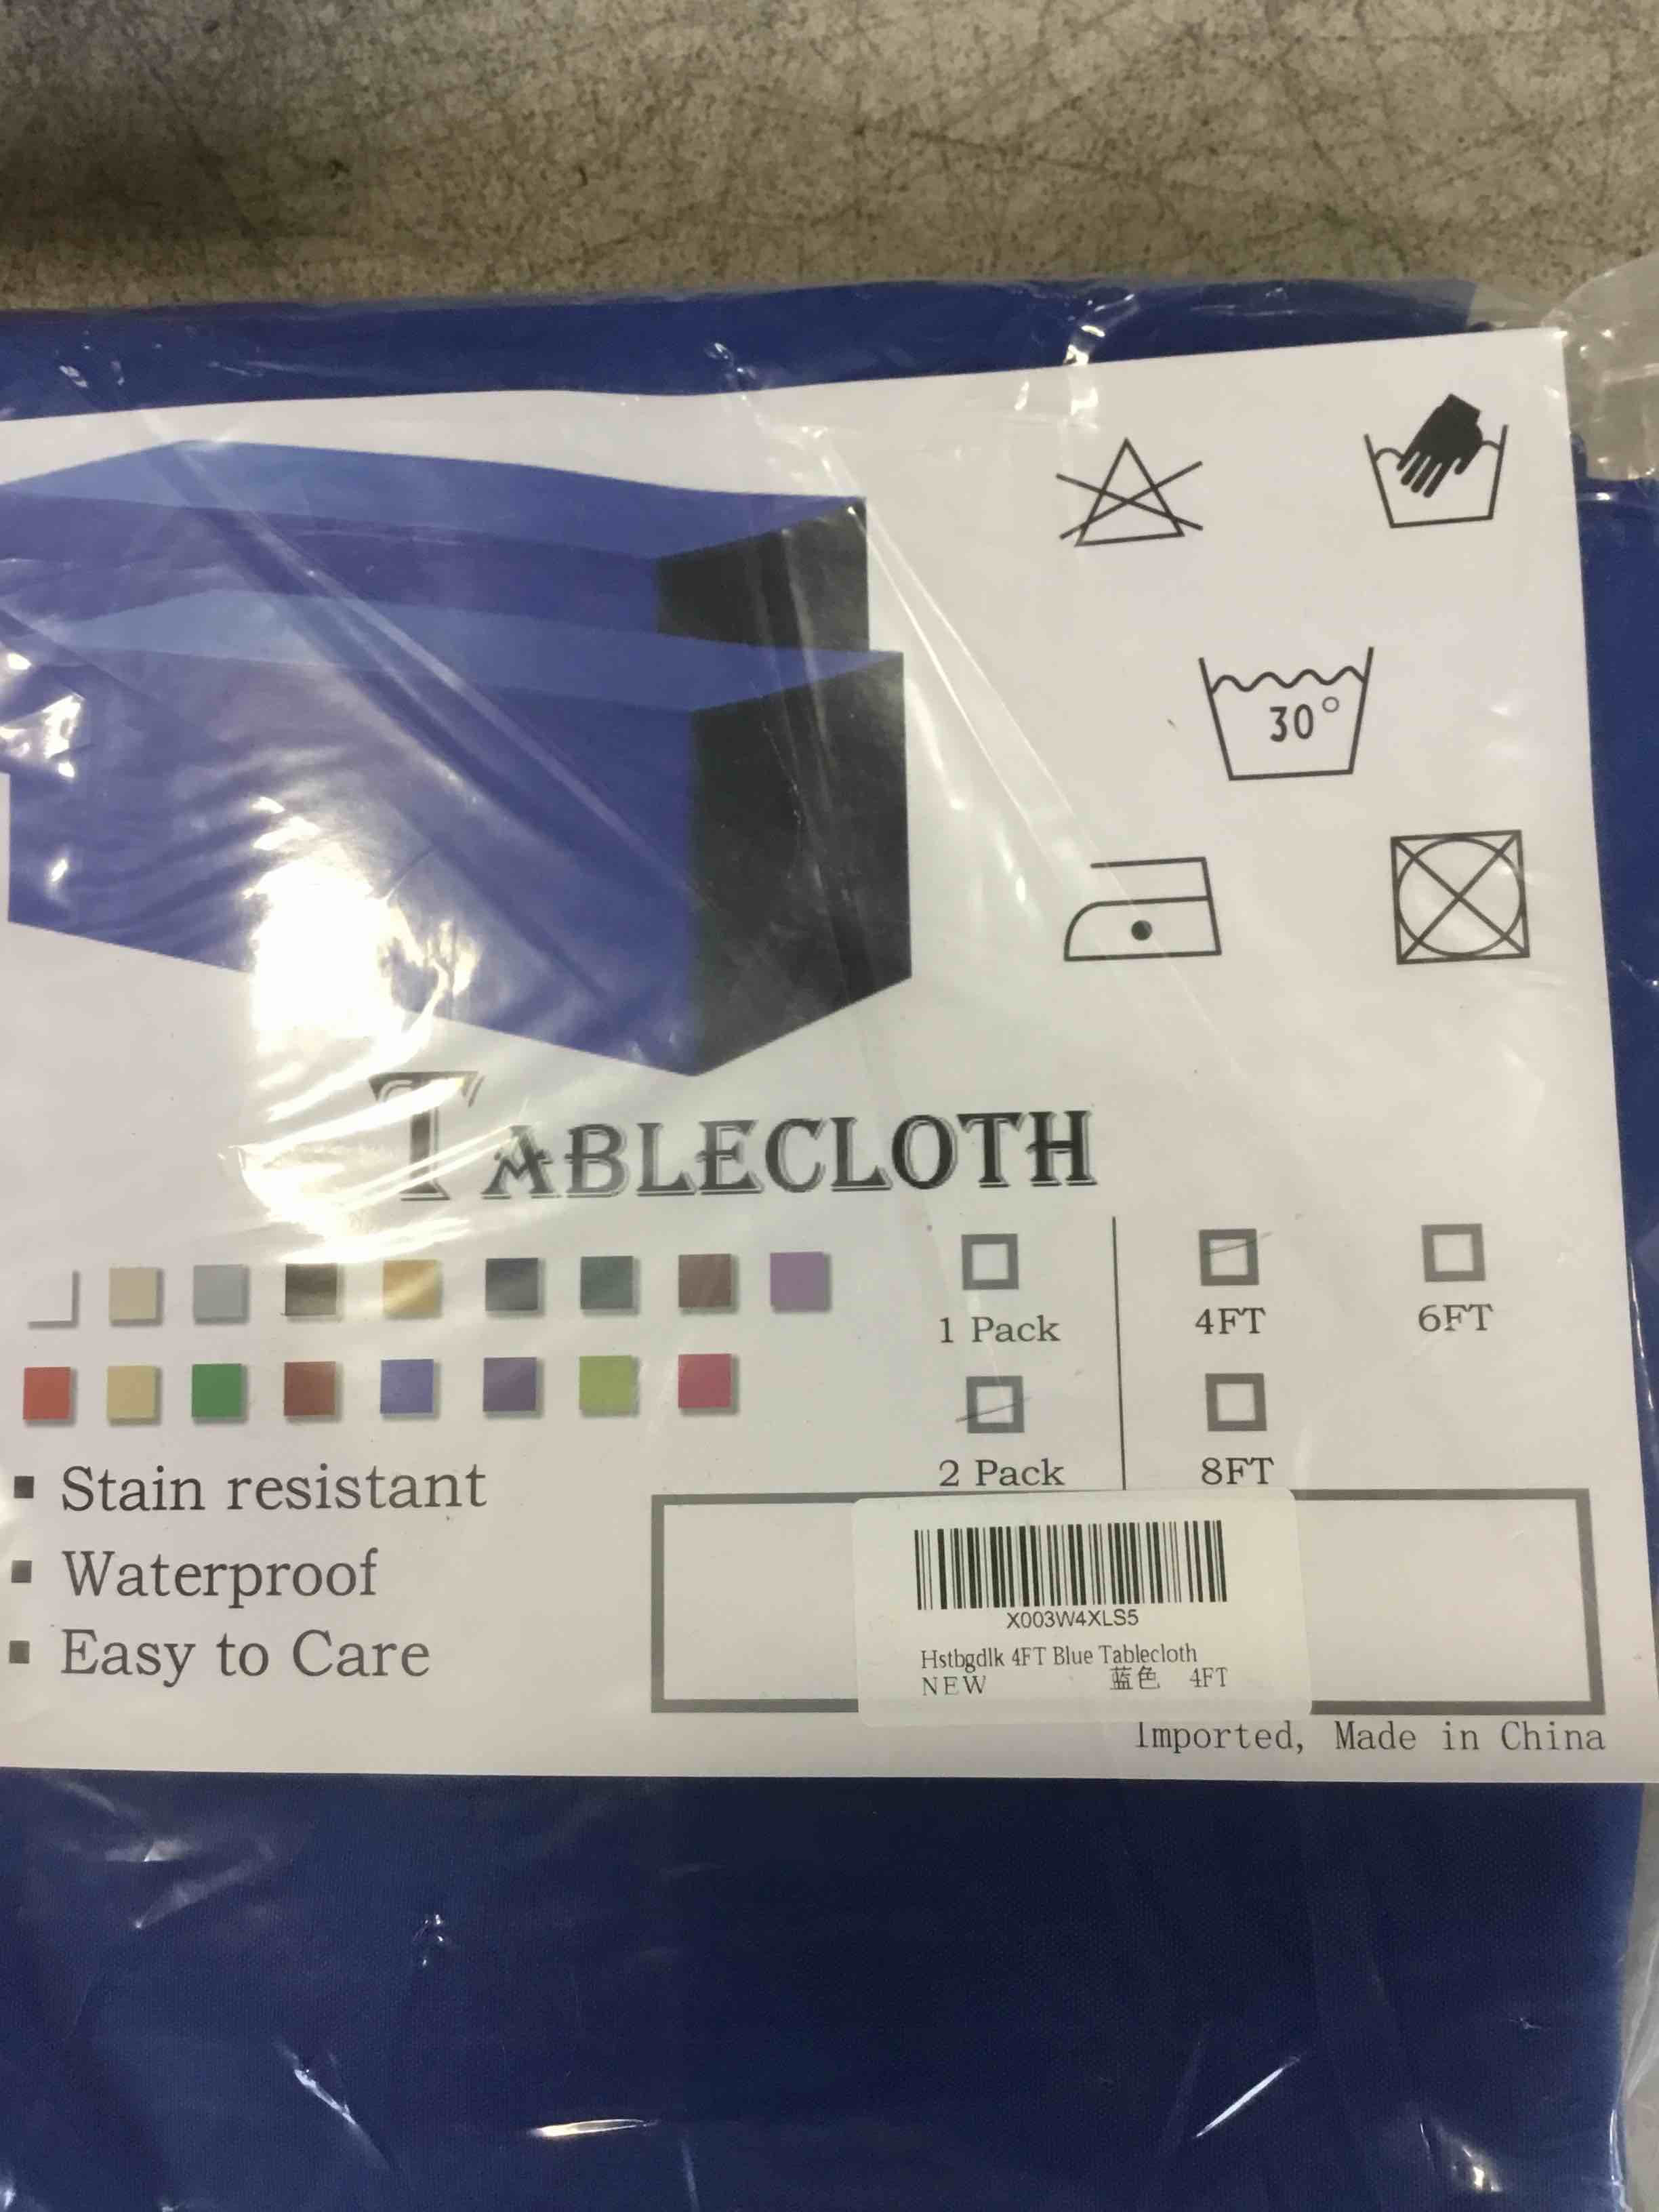 30°
TABLECLOTH
1 Pack
4FT
6FT
2 Pack
8FT
▪ Stain resistant
▪ Waterproof
▪ Easy to Care
X003W4XLS5
Hstbgdlk 4FT Blue Tablecloth
NEW 蓝色 4FT
Imported, Made in China